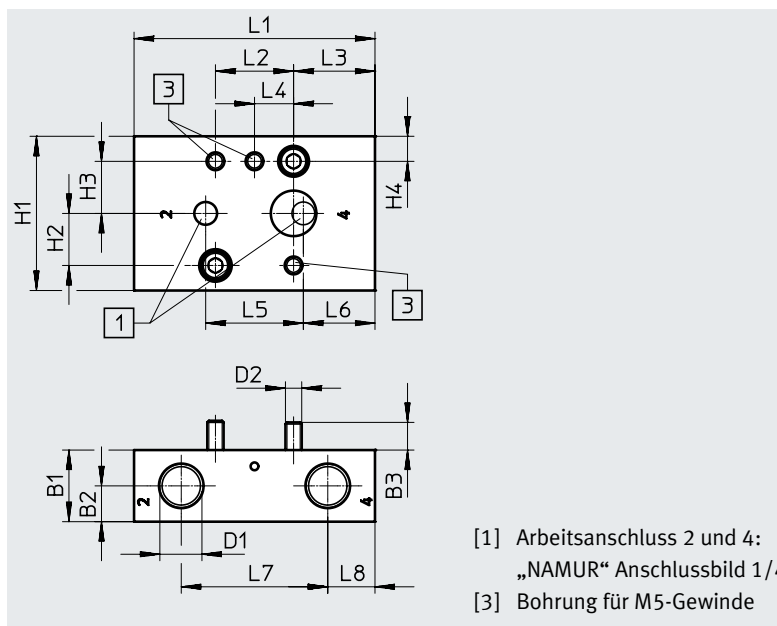 L1
L2
L3
3
L4
H1
H2
H3
H4
2
4
1
L5
L6
3
D2
B1
B2
B3
2
4
D1
L7
L8
[1] Arbeitsanschluss 2 und 4:
„NAMUR“ Anschlussbild 1/4
[3] Bohrung für M5-Gewinde